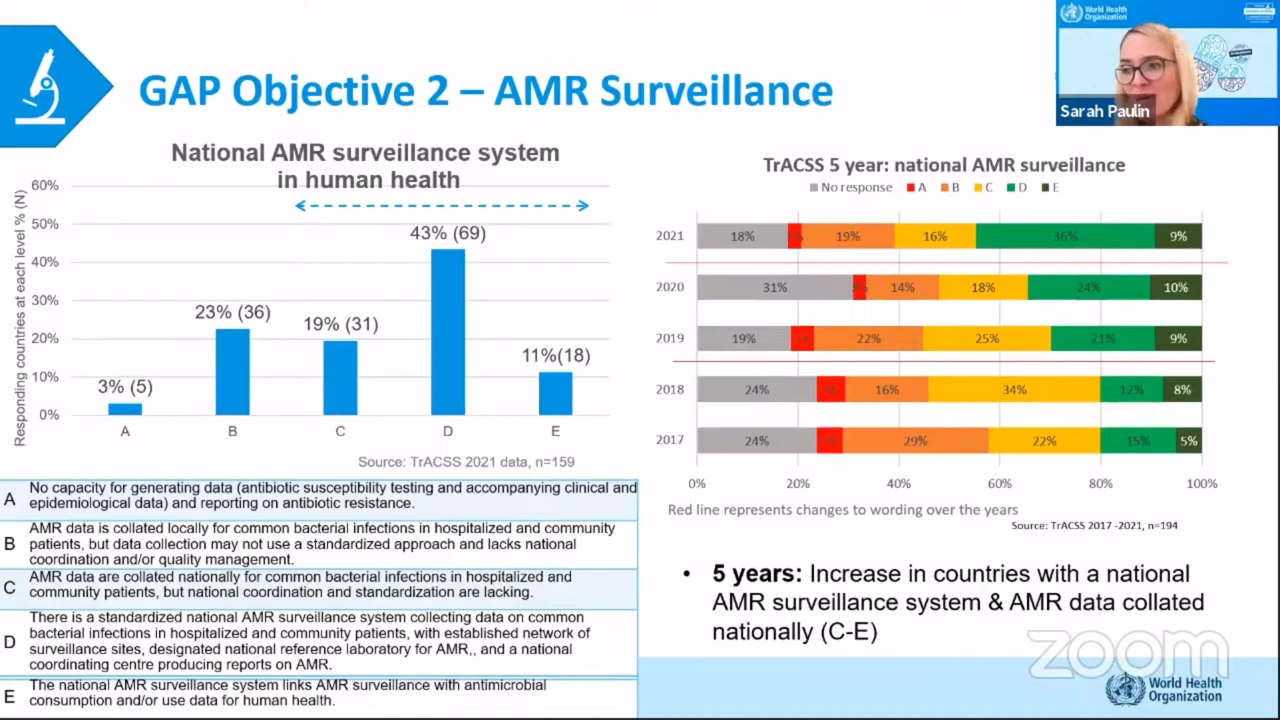 World Health
Organization
Sarah Paulin
GAP Objective 2 – AMR Surveillance
National AMR surveillance system
in human health
Responding countries at each level % (N)
60%
50%
40%
30%
20%
10%
0%
3% (5)
23% (36)
19% (31)
43% (69)
11%(18)
A
B
C
D
E
Source: TrACSS 2021 data, n=159
A
No capacity for generating data (antibiotic susceptibility testing and accompanying clinical and
epidemiological data) and reporting on antibiotic resistance.
B
AMR data is collated locally for common bacterial infections in hospitalized and community
patients, but data collection may not use a standardized approach and lacks national
coordination and/or quality management.
C
AMR data are collated nationally for common bacterial infections in hospitalized and
community patients, but national coordination and standardization are lacking.
D
There is a standardized national AMR surveillance system collecting data on common
bacterial infections in hospitalized and community patients, with established network of
surveillance sites, designated national reference laboratory for AMR,, and a national
coordinating centre producing reports on AMR.
E
The national AMR surveillance system links AMR surveillance with antimicrobial
consumption and/or use data for human health.
TrACSS 5 year: national AMR surveillance
No response A B C D E
2021 18% 19% 16% 36% 9%
2020 31% 14% 18% 24% 10%
2019 19% 22% 25% 21% 9%
2018 24% 16% 34% 12% 8%
2017 24% 29% 22% 15% 5%
0% 20% 40% 60% 80% 100%
Red line represents changes to wording over the years
Source: TrACSS 2017 -2021, n=194
• 5 years: Increase in countries with a national
AMR surveillance system & AMR data collated
nationally (C-E)
zoom
World Health
Organization